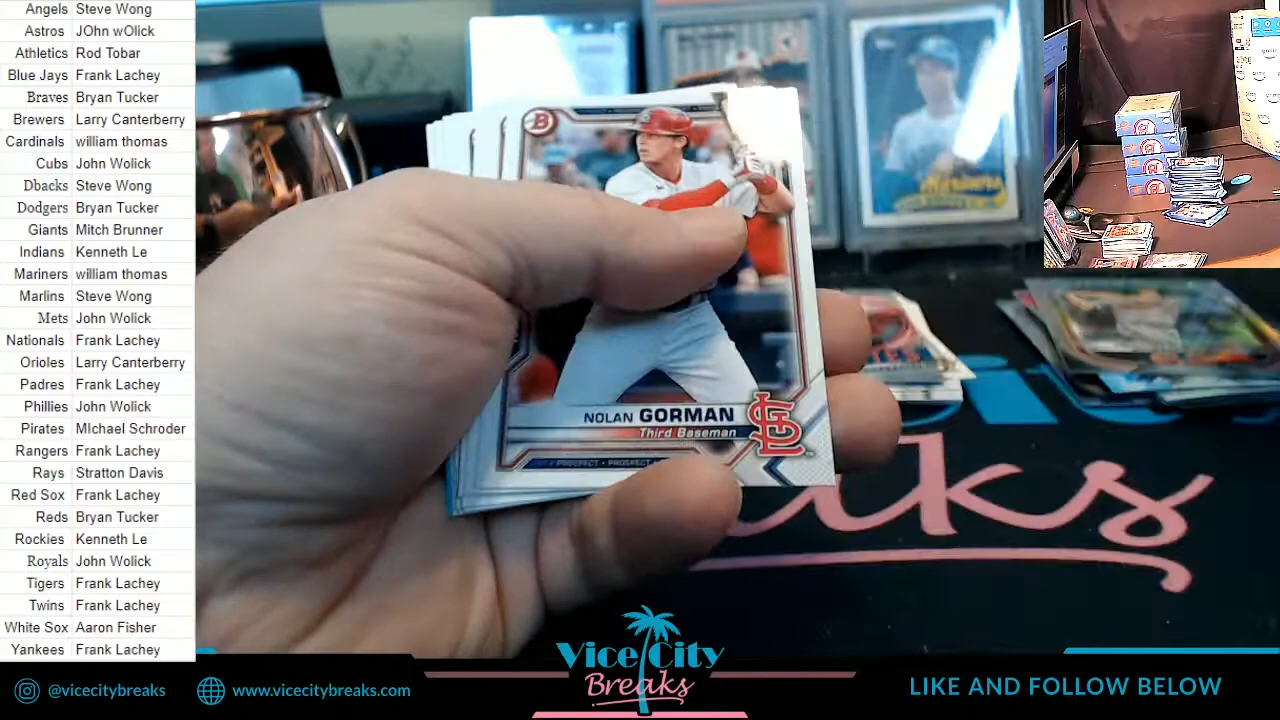 Angels Steve Wong
Astros JOhn wOlick
Athletics Rod Tobar
Blue Jays Frank Lachey
Braves Bryan Tucker
Brewers Larry Canterberry
Cardinals william thomas
Cubs John Wolick
Dbacks Steve Wong
Dodgers Bryan Tucker
Giants Mitch Brunner
Indians Kenneth Le
Mariners william thomas
Marlins Steve Wong
Mets John Wolick
Nationals Frank Lachey
Orioles Larry Canterberry
Padres Frank Lachey
Phillies John Wolick
Pirates MIchael Schroder
Rangers Frank Lachey
Rays Stratton Davis
Red Sox Frank Lachey
Reds Bryan Tucker
Rockies Kenneth Le
Royals John Wolick
Tigers Frank Lachey
Twins Frank Lachey
White Sox Aaron Fisher
Yankees Frank Lachey
B
NOLAN GORMAN
Third Baseman
PROSPECT • PROSPECT
STL
@vicecitybreaks
www.vicecitybreaks.com
Vice City
Breaks
LIKE AND FOLLOW BELOW